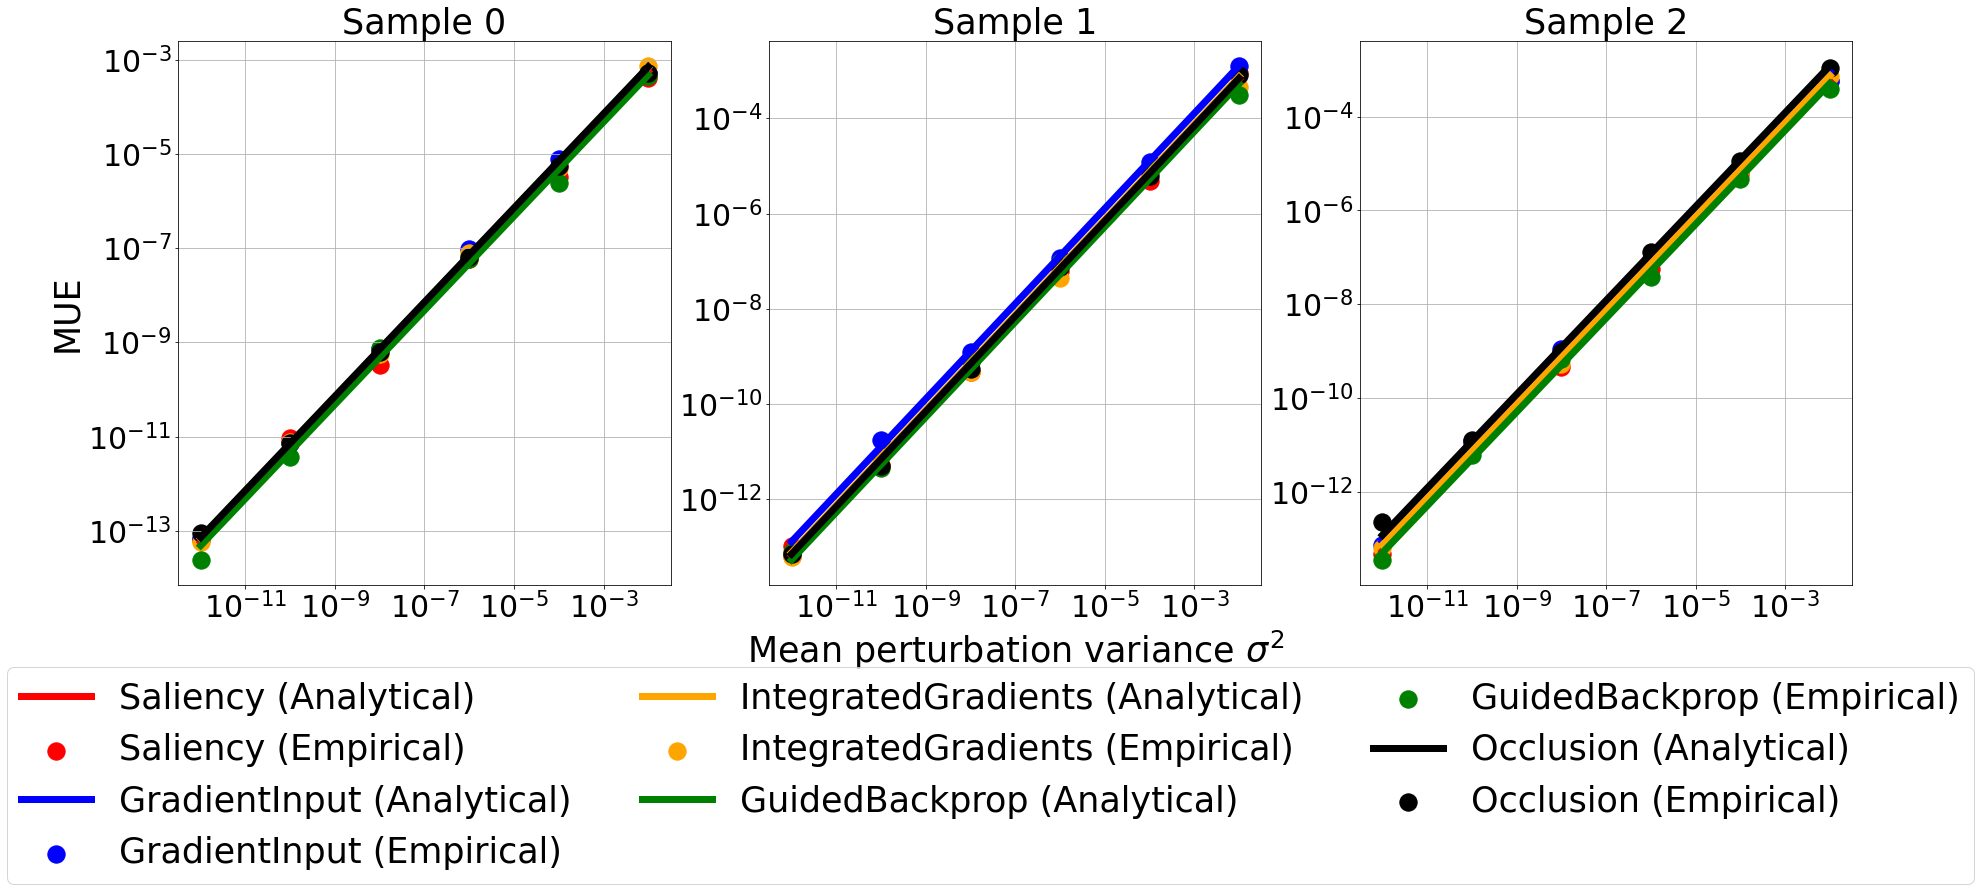 Sample 0
Sample 1
Sample 2
MUE
10⁻³
10⁻⁵
10⁻⁷
10⁻⁹
10⁻¹¹
10⁻¹³
10⁻¹¹ 10⁻⁹ 10⁻⁷ 10⁻⁵ 10⁻³
10⁻⁴
10⁻⁶
10⁻⁸
10⁻¹⁰
10⁻¹²
10⁻¹¹ 10⁻⁹ 10⁻⁷ 10⁻⁵ 10⁻³
10⁻⁴
10⁻⁶
10⁻⁸
10⁻¹⁰
10⁻¹²
10⁻¹¹ 10⁻⁹ 10⁻⁷ 10⁻⁵ 10⁻³
Mean perturbation variance σ²
Saliency (Analytical)
Saliency (Empirical)
GradientInput (Analytical)
GradientInput (Empirical)
IntegratedGradients (Analytical)
IntegratedGradients (Empirical)
GuidedBackprop (Analytical)
GuidedBackprop (Empirical)
Occlusion (Analytical)
Occlusion (Empirical)